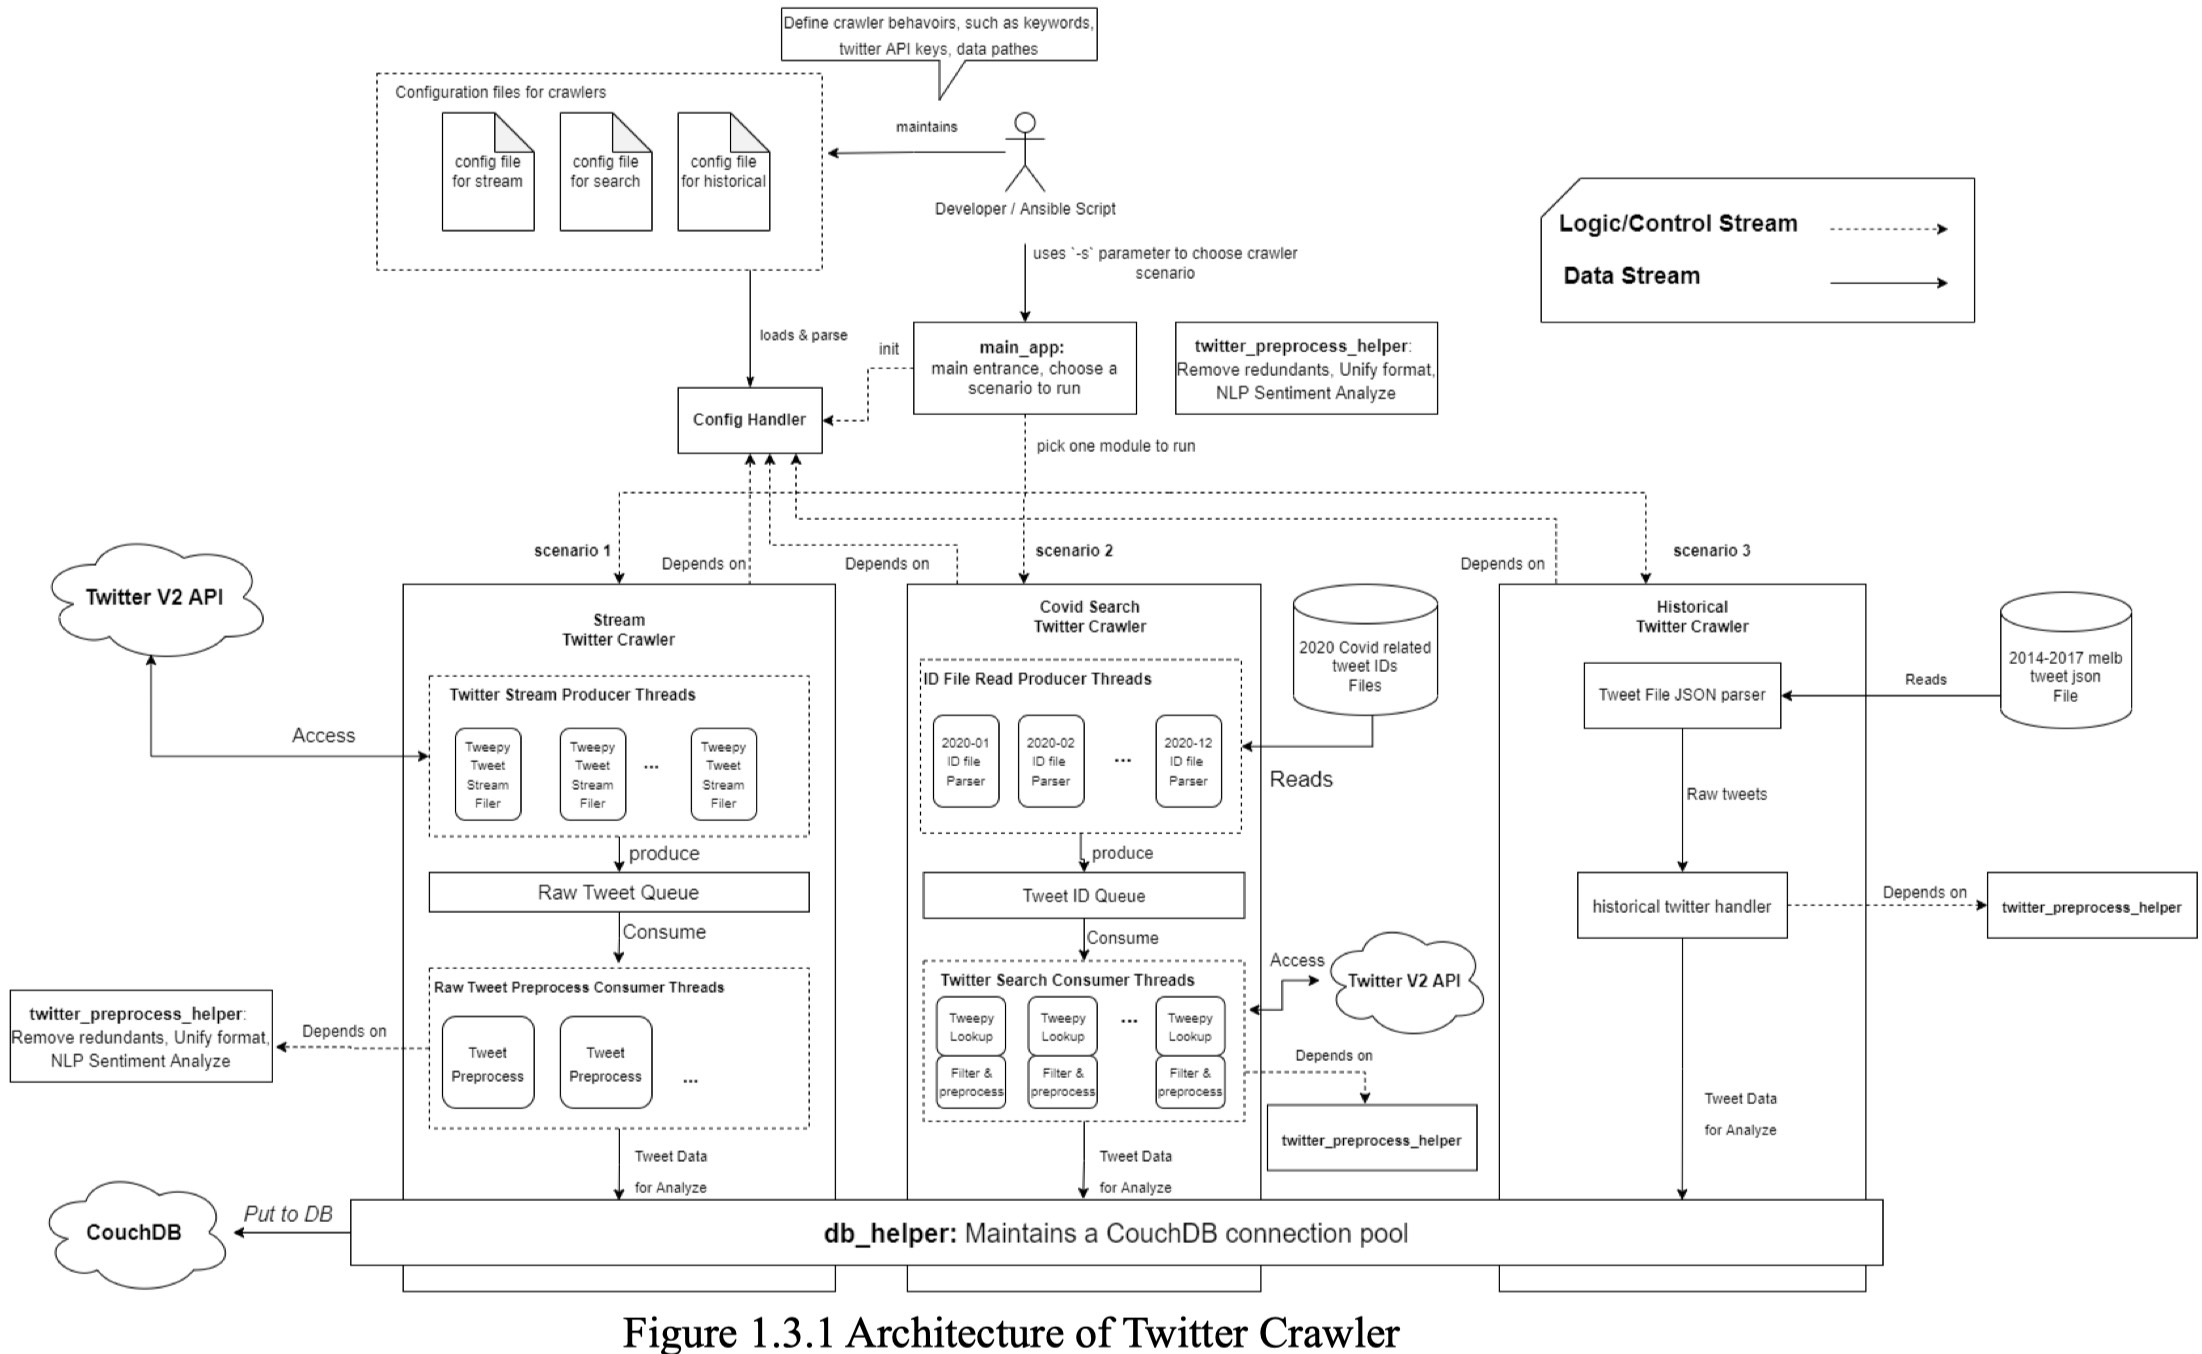 Define crawler behavoirs, such as keywords,
twitter API keys, data pathes
Configuration files for crawlers
config file
for stream
config file
for search
config file
for historical
maintains
Developer / Ansible Script
uses `-s` parameter to choose crawler
scenario
Logic/Control Stream
Data Stream
loads & parse
init
main_app:
main entrance, choose a
scenario to run
twitter_preprocess_helper:
Remove redundants, Unify format,
NLP Sentiment Analyze
Config Handler
pick one module to run
scenario 1
Depends on
Depends on
scenario 2
Depends on
scenario 3
Twitter V2 API
Access
Stream
Twitter Crawler
Twitter Stream Producer Threads
Tweepy
Tweet
Stream
Filer
Tweepy
Tweet
Stream
Filer
...
Tweepy
Tweet
Stream
Filer
produce
Raw Tweet Queue
Consume
Raw Tweet Preprocess Consumer Threads
Tweet
Preprocess
Tweet
Preprocess
...
twitter_preprocess_helper:
Remove redundants, Unify format,
NLP Sentiment Analyze
Depends on
Tweet Data
for Analyze
Covid Search
Twitter Crawler
ID File Read Producer Threads
2020-01
ID file
Parser
2020-02
ID file
Parser
...
2020-12
ID file
Parser
2020 Covid related
tweet IDs
Files
Reads
produce
Tweet ID Queue
Consume
Twitter Search Consumer Threads
Tweepy
Lookup
Filter &
preprocess
Tweepy
Lookup
Filter &
preprocess
...
Tweepy
Lookup
Filter &
preprocess
Access
Twitter V2 API
Depends on
twitter_preprocess_helper
Tweet Data
for Analyze
Historical
Twitter Crawler
Tweet File JSON parser
Reads
2014-2017 melb
tweet json
File
Raw tweets
historical twitter handler
Depends on
twitter_preprocess_helper
Tweet Data
for Analyze
CouchDB
Put to DB
db_helper: Maintains a CouchDB connection pool
Figure 1.3.1 Architecture of Twitter Crawler